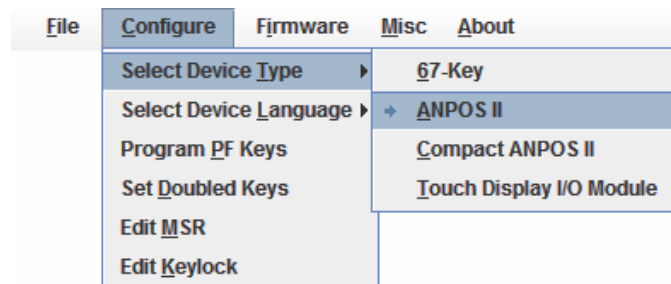 File Configure Firmware Misc About
Select Device Type 67-Key
Select Device Language ANPOS II
Program PF Keys Compact ANPOS II
Set Doubled Keys Touch Display I/O Module
Edit MSR
Edit Keylock